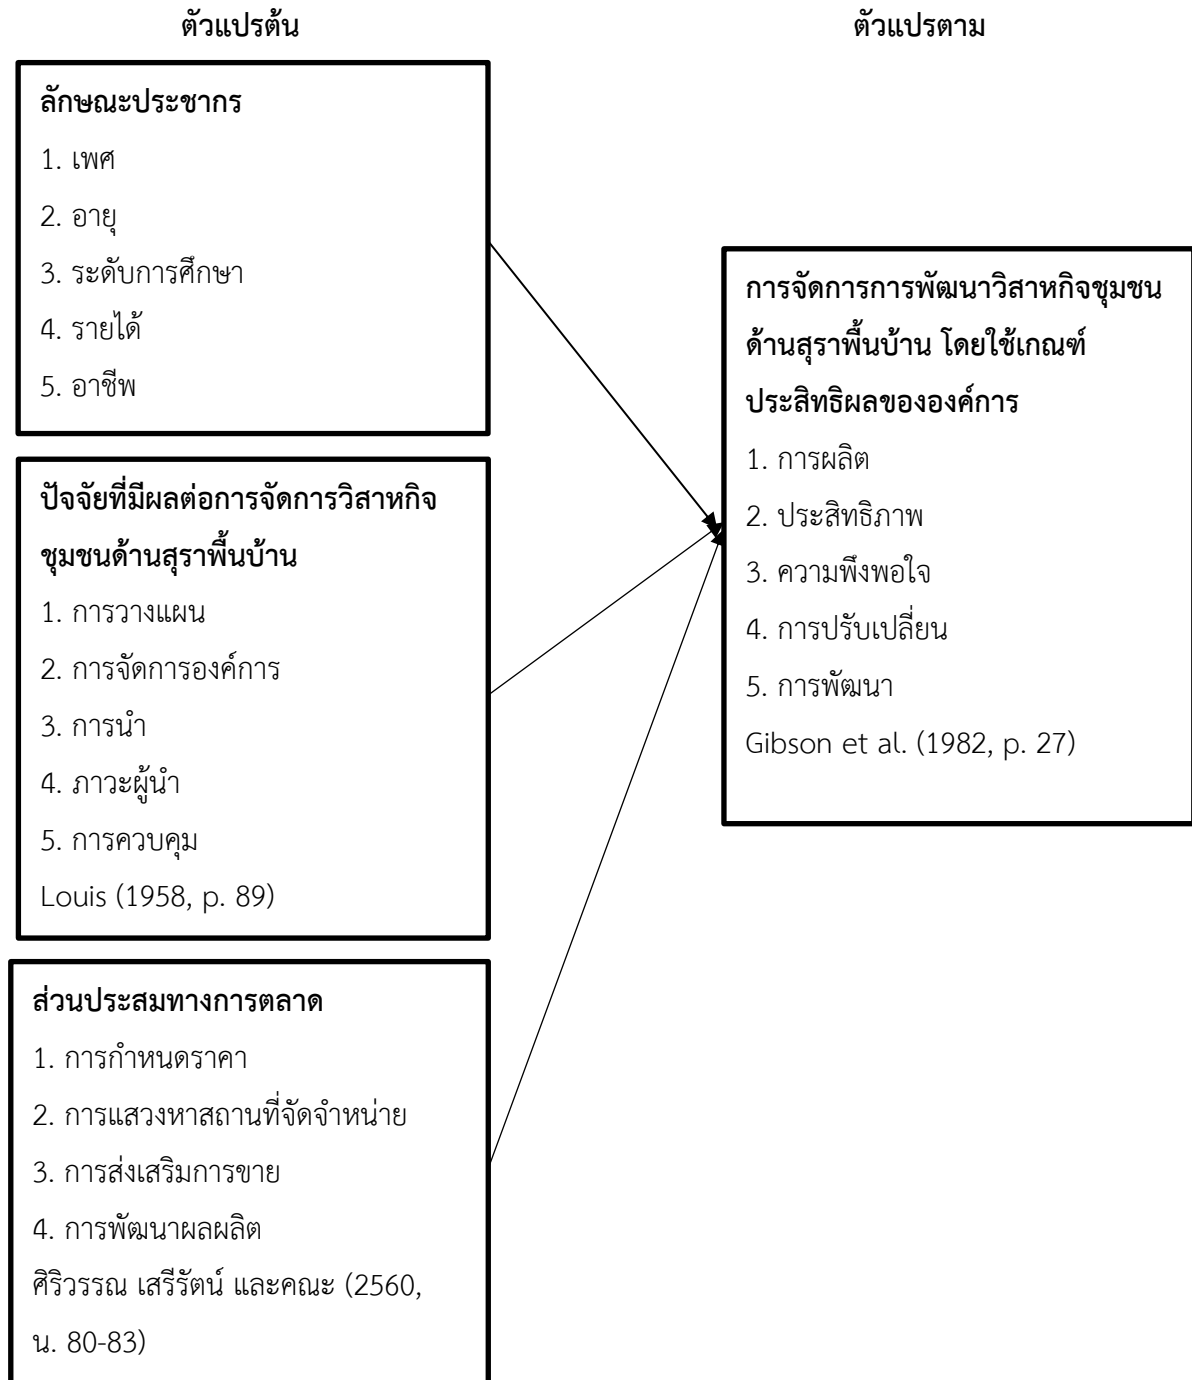 ตัวแปรต้น
ตัวแปรตาม
ลักษณะประชากร
1. เพศ
2. อายุ
3. ระดับการศึกษา
4. รายได้
5. อาชีพ
ปัจจัยที่มีผลต่อการจัดการวิสาหกิจ
ชุมชนด้านสุราพื้นบ้าน
1. การวางแผน
2. การจัดการองค์การ
3. การนำ
4. ภาวะผู้นำ
5. การควบคุม
Louis (1958, p. 89)
ส่วนประสมทางการตลาด
1. การกำหนดราคา
2. การแสวงหาสถานที่จัดจำหน่าย
3. การส่งเสริมการขาย
4. การพัฒนาผลผลิต
ศิริวรรณ เสรีรัตน์ และคณะ (2560,
น. 80-83)
การจัดการการพัฒนาวิสาหกิจชุมชน
ด้านสุราพื้นบ้าน โดยใช้เกณฑ์
ประสิทธิผลขององค์การ
1. การผลิต
2. ประสิทธิภาพ
3. ความพึงพอใจ
4. การปรับเปลี่ยน
5. การพัฒนา
Gibson et al. (1982, p. 27)